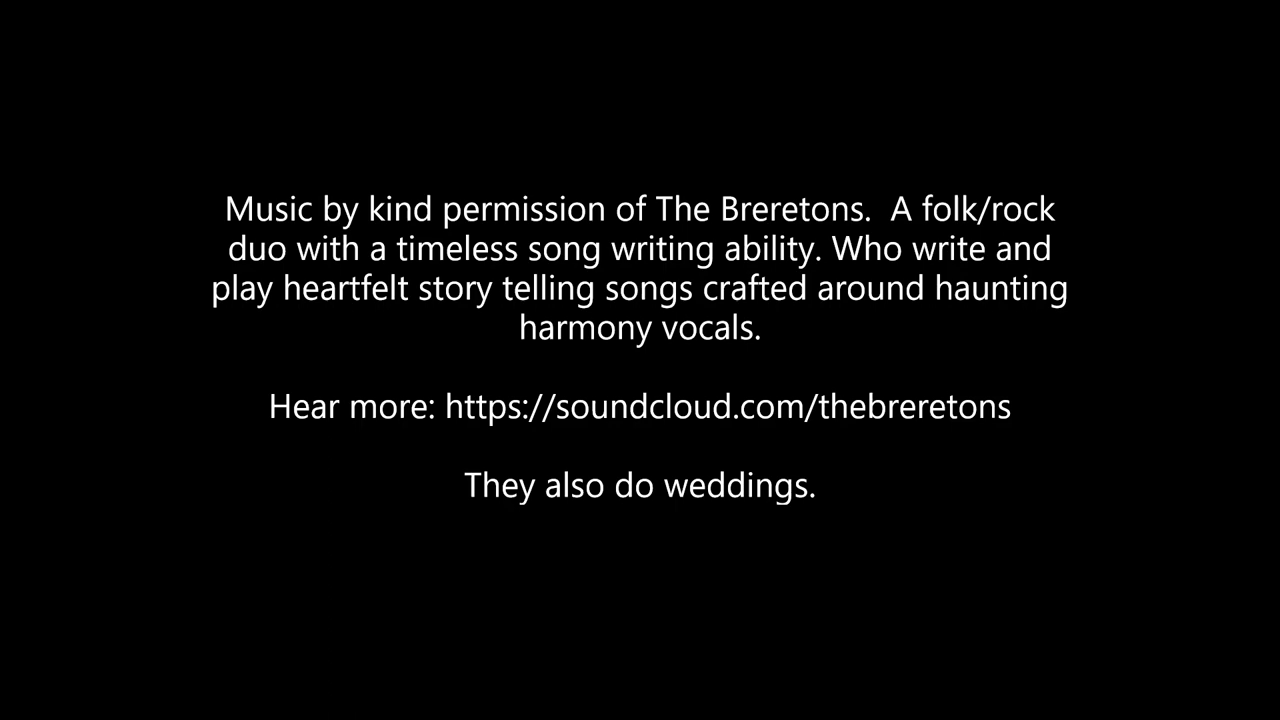 Music by kind permission of The Breretons.  A folk/rock
duo with a timeless song writing ability. Who write and
play heartfelt story telling songs crafted around haunting
harmony vocals.
Hear more: https://soundcloud.com/thebreretons
They also do weddings.